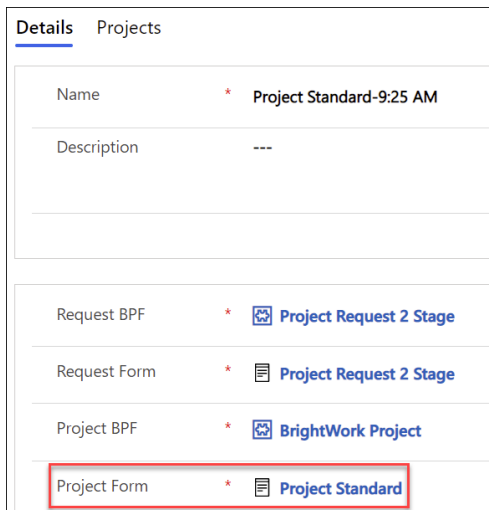 Details Projects
Name * Project Standard-9:25 AM
Description ---
Request BPF * Project Request 2 Stage
Request Form * Project Request 2 Stage
Project BPF * BrightWork Project
Project Form * Project Standard